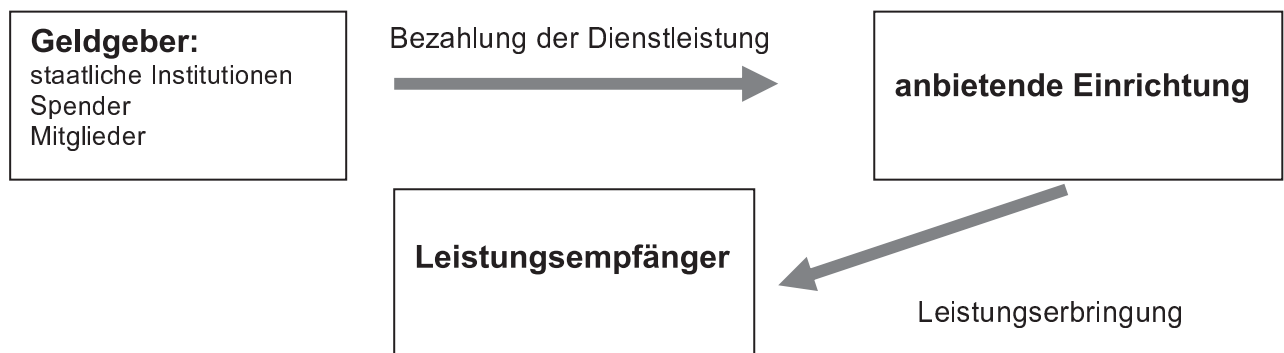 Geldgeber:
staatliche Institutionen
Spender
Mitglieder
Bezahlung der Dienstleistung
anbietende Einrichtung
Leistungsempfänger
Leistungserbringung